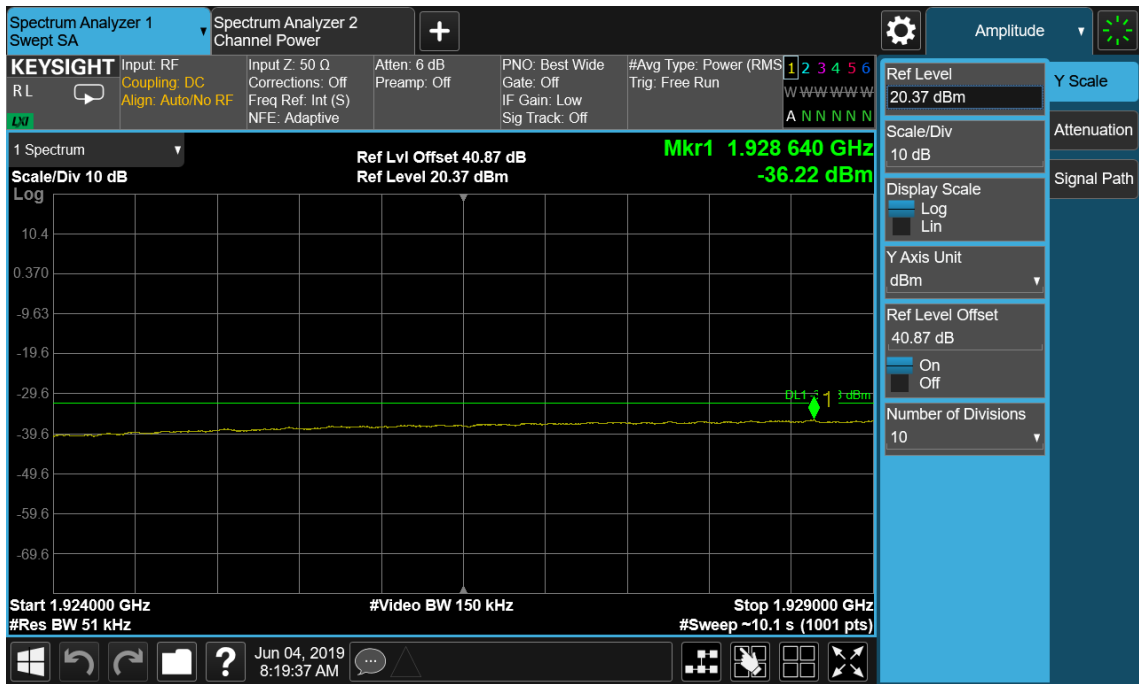 Spectrum Analyzer 1
Swept SA
Spectrum Analyzer 2
Channel Power
Amplitude
KEYSIGHT
R L
LXI
Input: RF
Coupling: DC
Align: Auto/No RF
Input Z: 50 Ω
Corrections: Off
Freq Ref: Int (S)
NFE: Adaptive
Atten: 6 dB
Preamp: Off
PNO: Best Wide
Gate: Off
IF Gain: Low
Sig Track: Off
#Avg Type: Power (RMS
Trig: Free Run
1 2 3 4 5 6
W W W W W W
A N N N N N
1 Spectrum
Scale/Div 10 dB
Ref Lvl Offset 40.87 dB
Ref Level 20.37 dBm
Mkr1 1.928 640 GHz
-36.22 dBm
Log
10.4
0.370
-9.63
-19.6
-29.6
-39.6
-49.6
-59.6
-69.6
1
Start 1.924000 GHz
#Res BW 51 kHz
#Video BW 150 kHz
Stop 1.929000 GHz
#Sweep ~10.1 s (1001 pts)
Ref Level
20.37 dBm
Scale/Div
10 dB
Display Scale
Log
Lin
Y Axis Unit
dBm
Ref Level Offset
40.87 dB
On
Off
Number of Divisions
10
Y Scale
Attenuation
Signal Path
?
Jun 04, 2019
8:19:37 AM